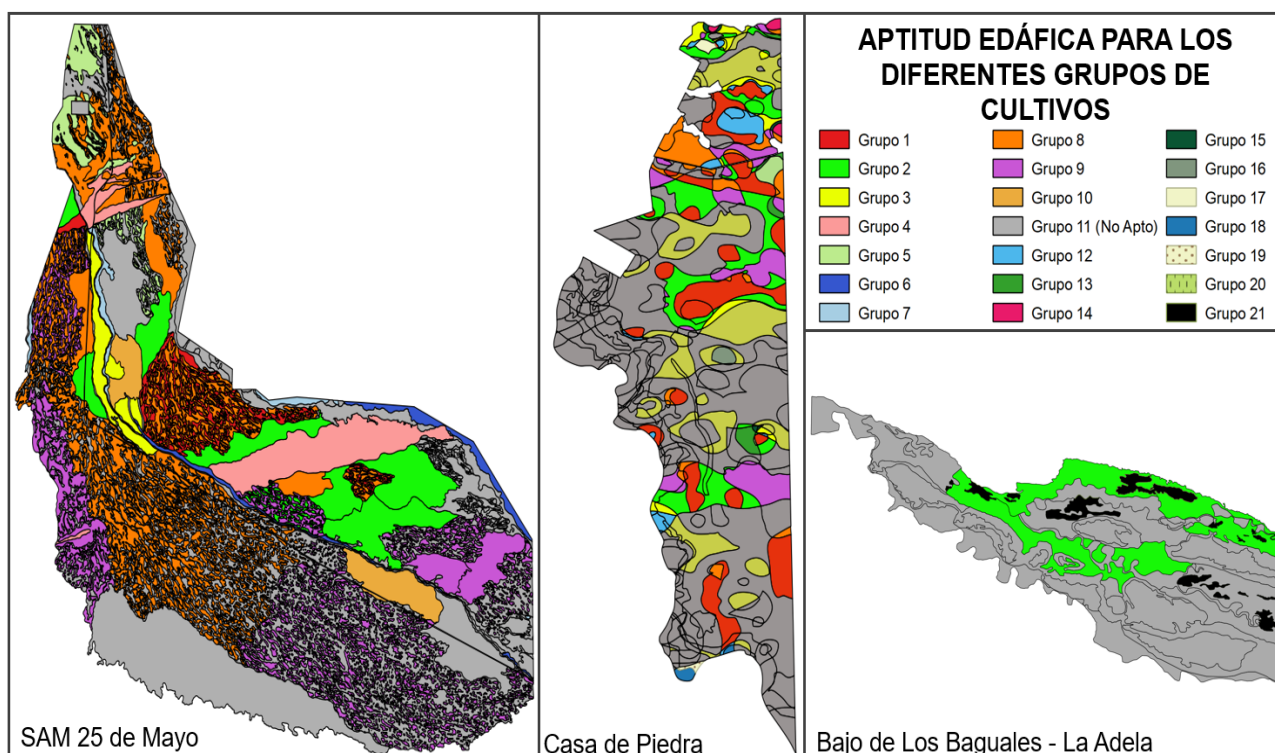 APTITUD EDÁFICA PARA LOS
DIFERENTES GRUPOS DE
CULTIVOS
Grupo 1
Grupo 2
Grupo 3
Grupo 4
Grupo 5
Grupo 6
Grupo 7
Grupo 8
Grupo 9
Grupo 10
Grupo 11 (No Apto)
Grupo 12
Grupo 13
Grupo 14
Grupo 15
Grupo 16
Grupo 17
Grupo 18
Grupo 19
Grupo 20
Grupo 21
SAM 25 de Mayo
Casa de Piedra
Bajo de Los Baguales - La Adela